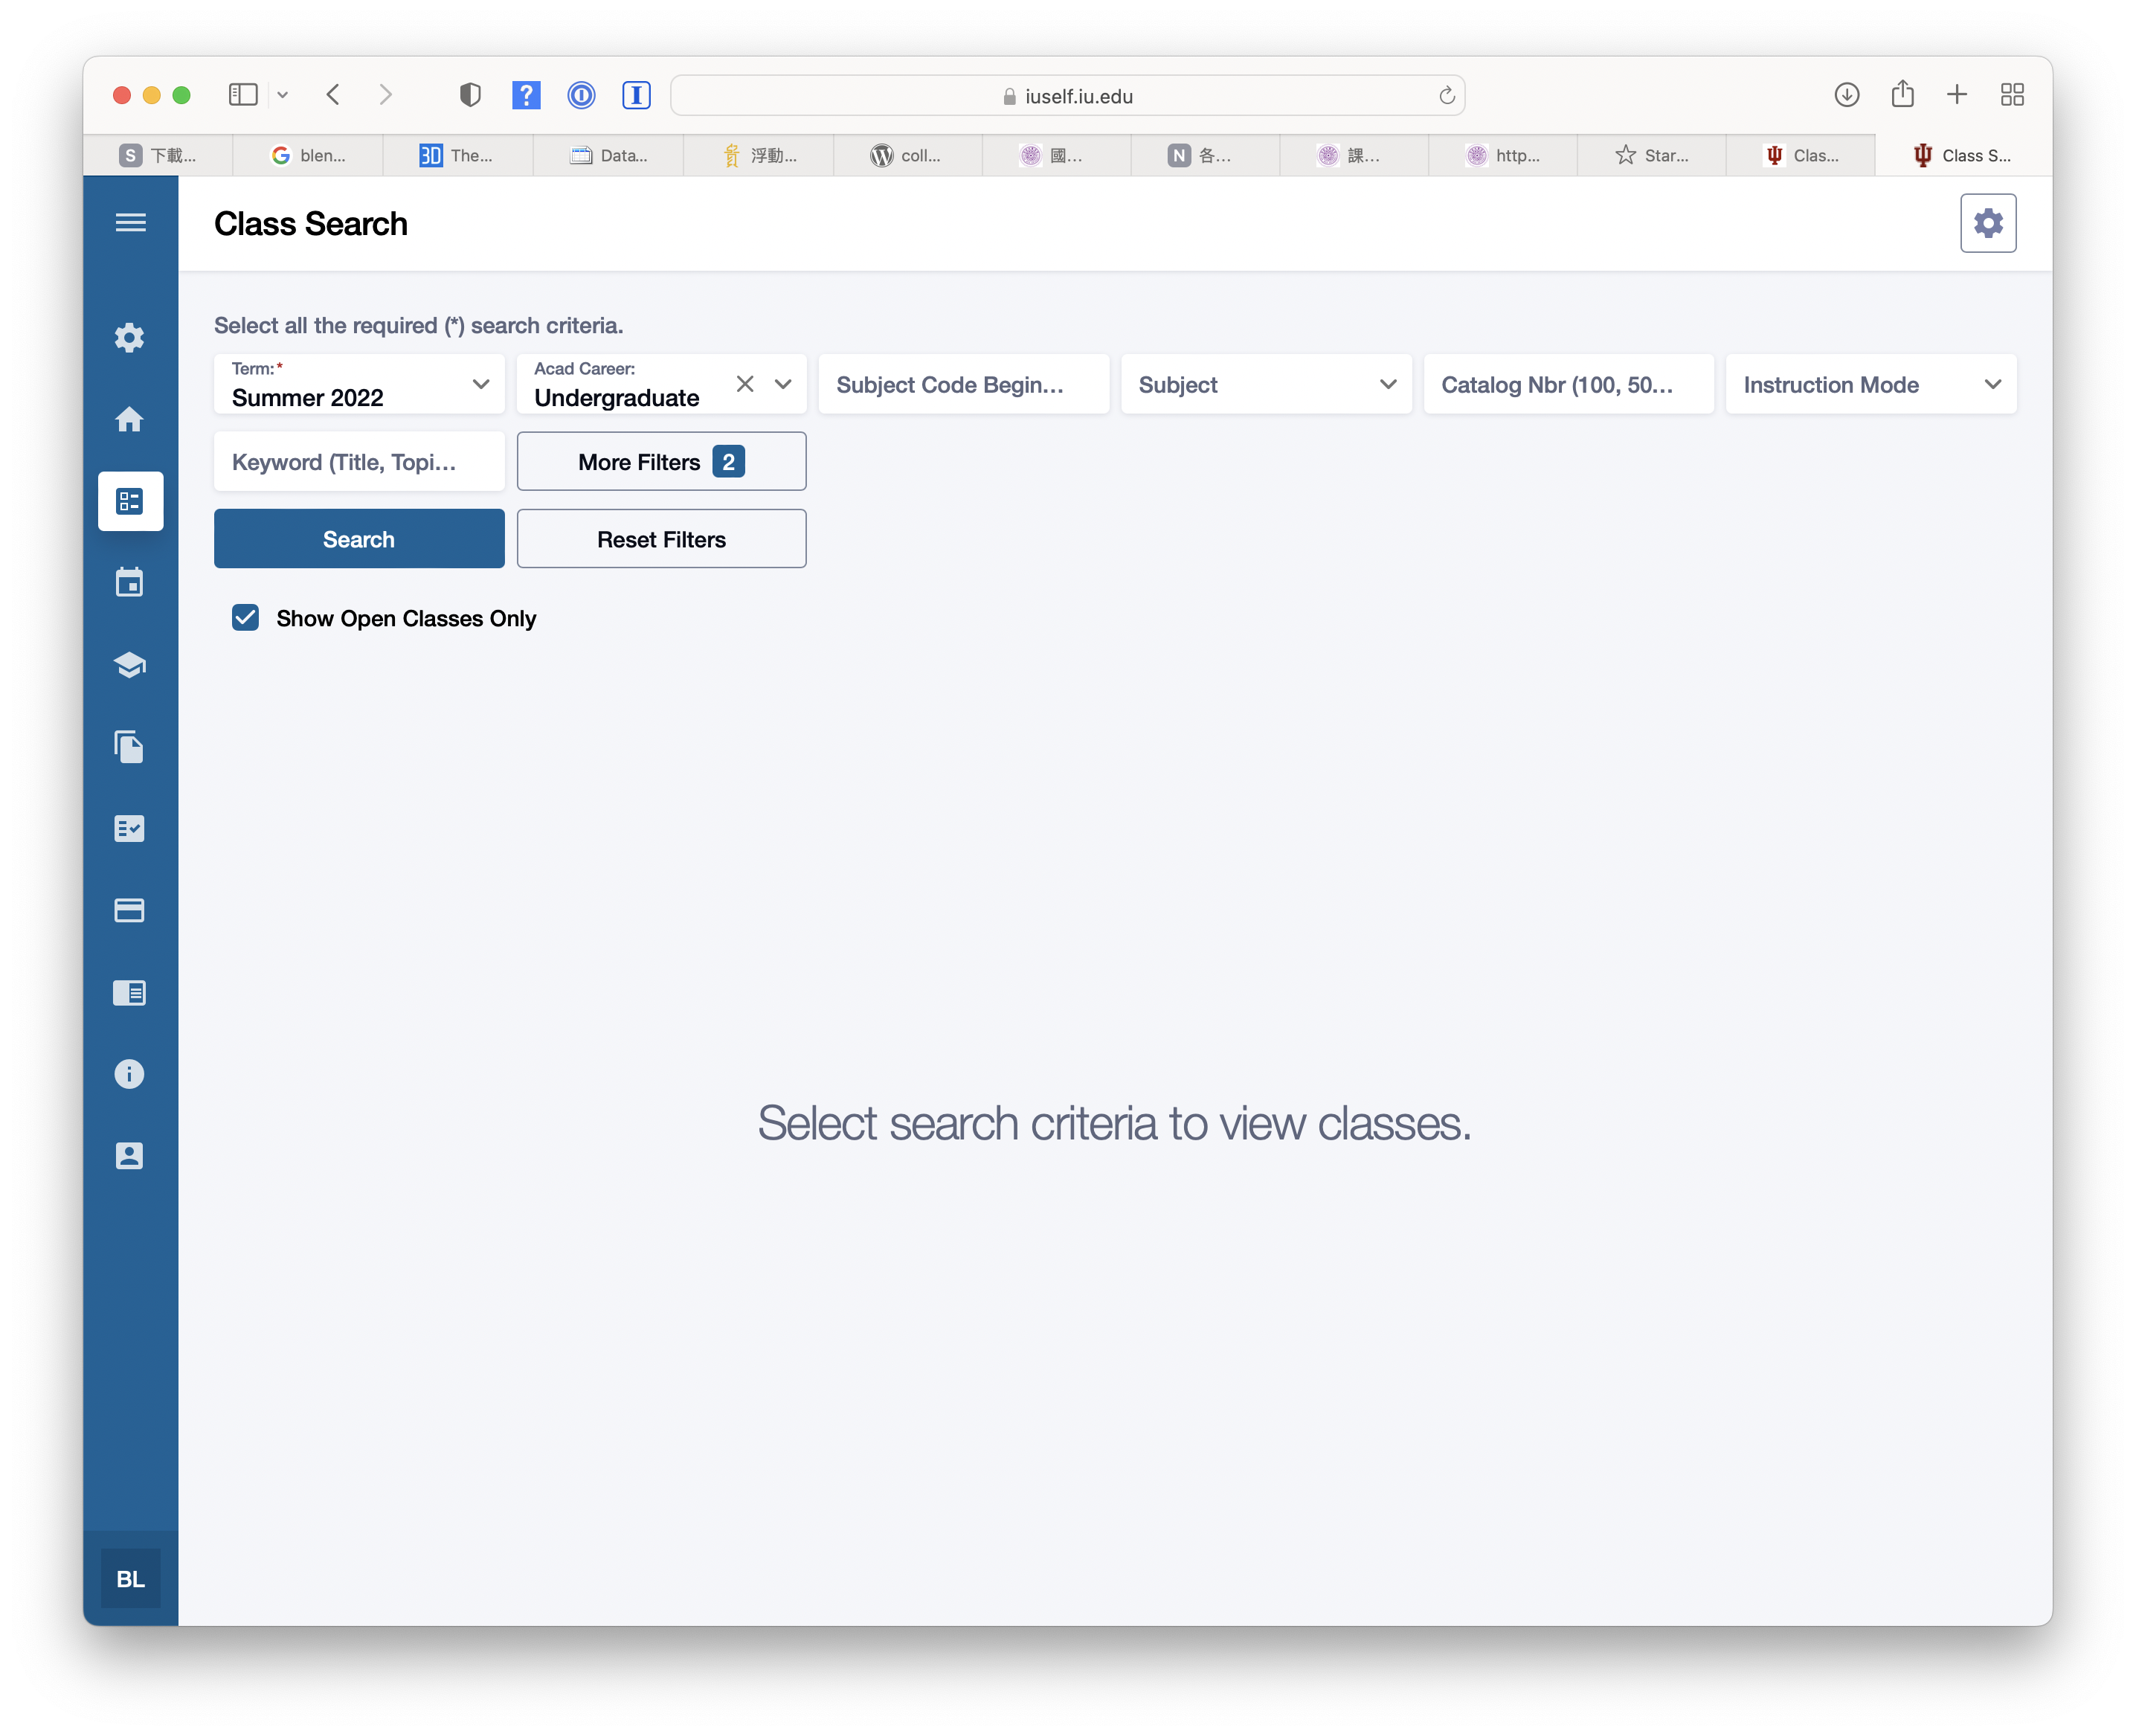 iuself.iu.edu
S 下載...
blen...
3D The...
Data...
浮動...
coll...
國...
N 各...
課...
http...
Star...
Clas...
Class S...
Class Search
Select all the required (*) search criteria.
Term:*
Summer 2022
Acad Career:
Undergraduate
Subject Code Begin...
Subject
Catalog Nbr (100, 50...
Instruction Mode
Keyword (Title, Topi...
More Filters 2
Search
Reset Filters
Show Open Classes Only
Select search criteria to view classes.
BL